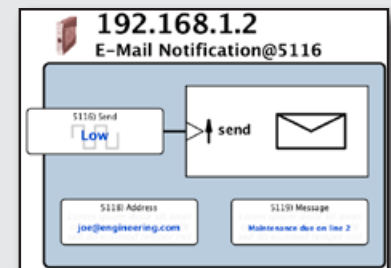 192.168.1.2
E-Mail Notification@5116
5116) Send
Low
send
5118) Address
joe@engineering.com
5119) Message
Maintenance due on line 2